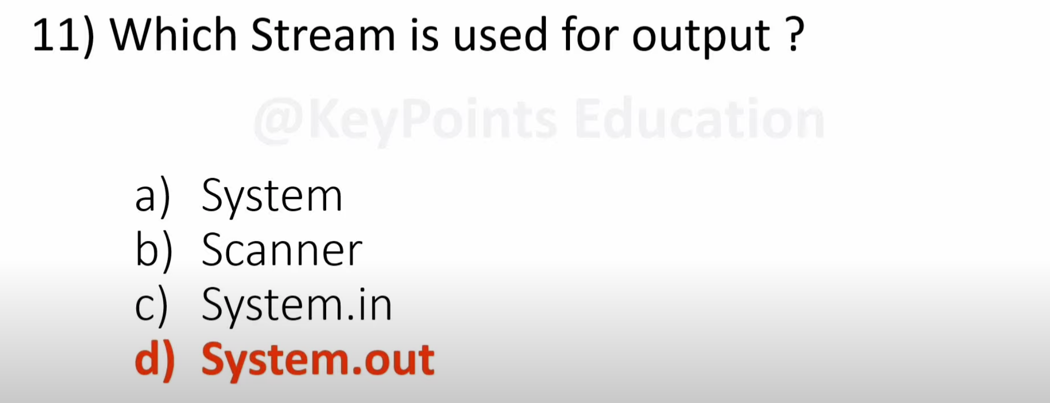 11) Which Stream is used for output ?
@KeyPoints Education
a) System
b) Scanner
c) System.in
d) System.out